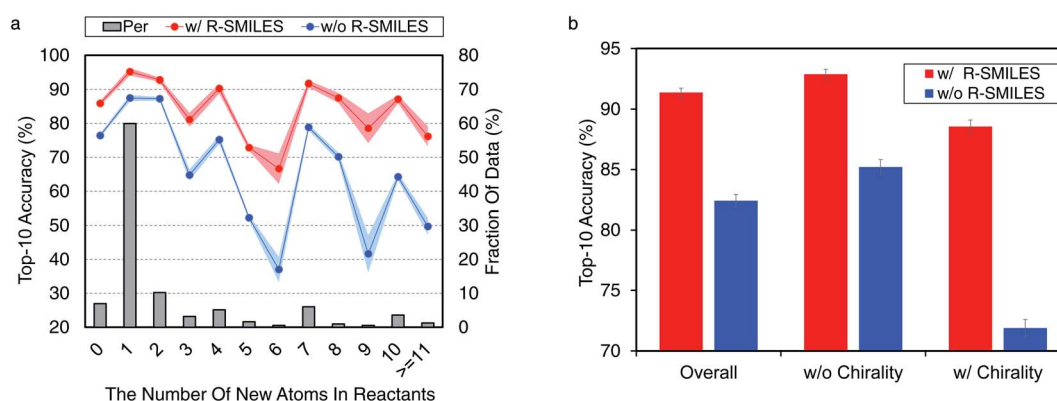 a
Per w/ R-SMILES w/o R-SMILES
Top-10 Accuracy (%)
100
90
80
70
60
50
40
30
20
Fraction Of Data (%)
80
70
60
50
40
30
20
10
0
0 1 2 3 4 5 6 7 8 9 10 >=11
The Number Of New Atoms In Reactants
b
w/ R-SMILES
w/o R-SMILES
Top-10 Accuracy (%)
95
90
85
80
75
70
Overall w/o Chirality w/ Chirality